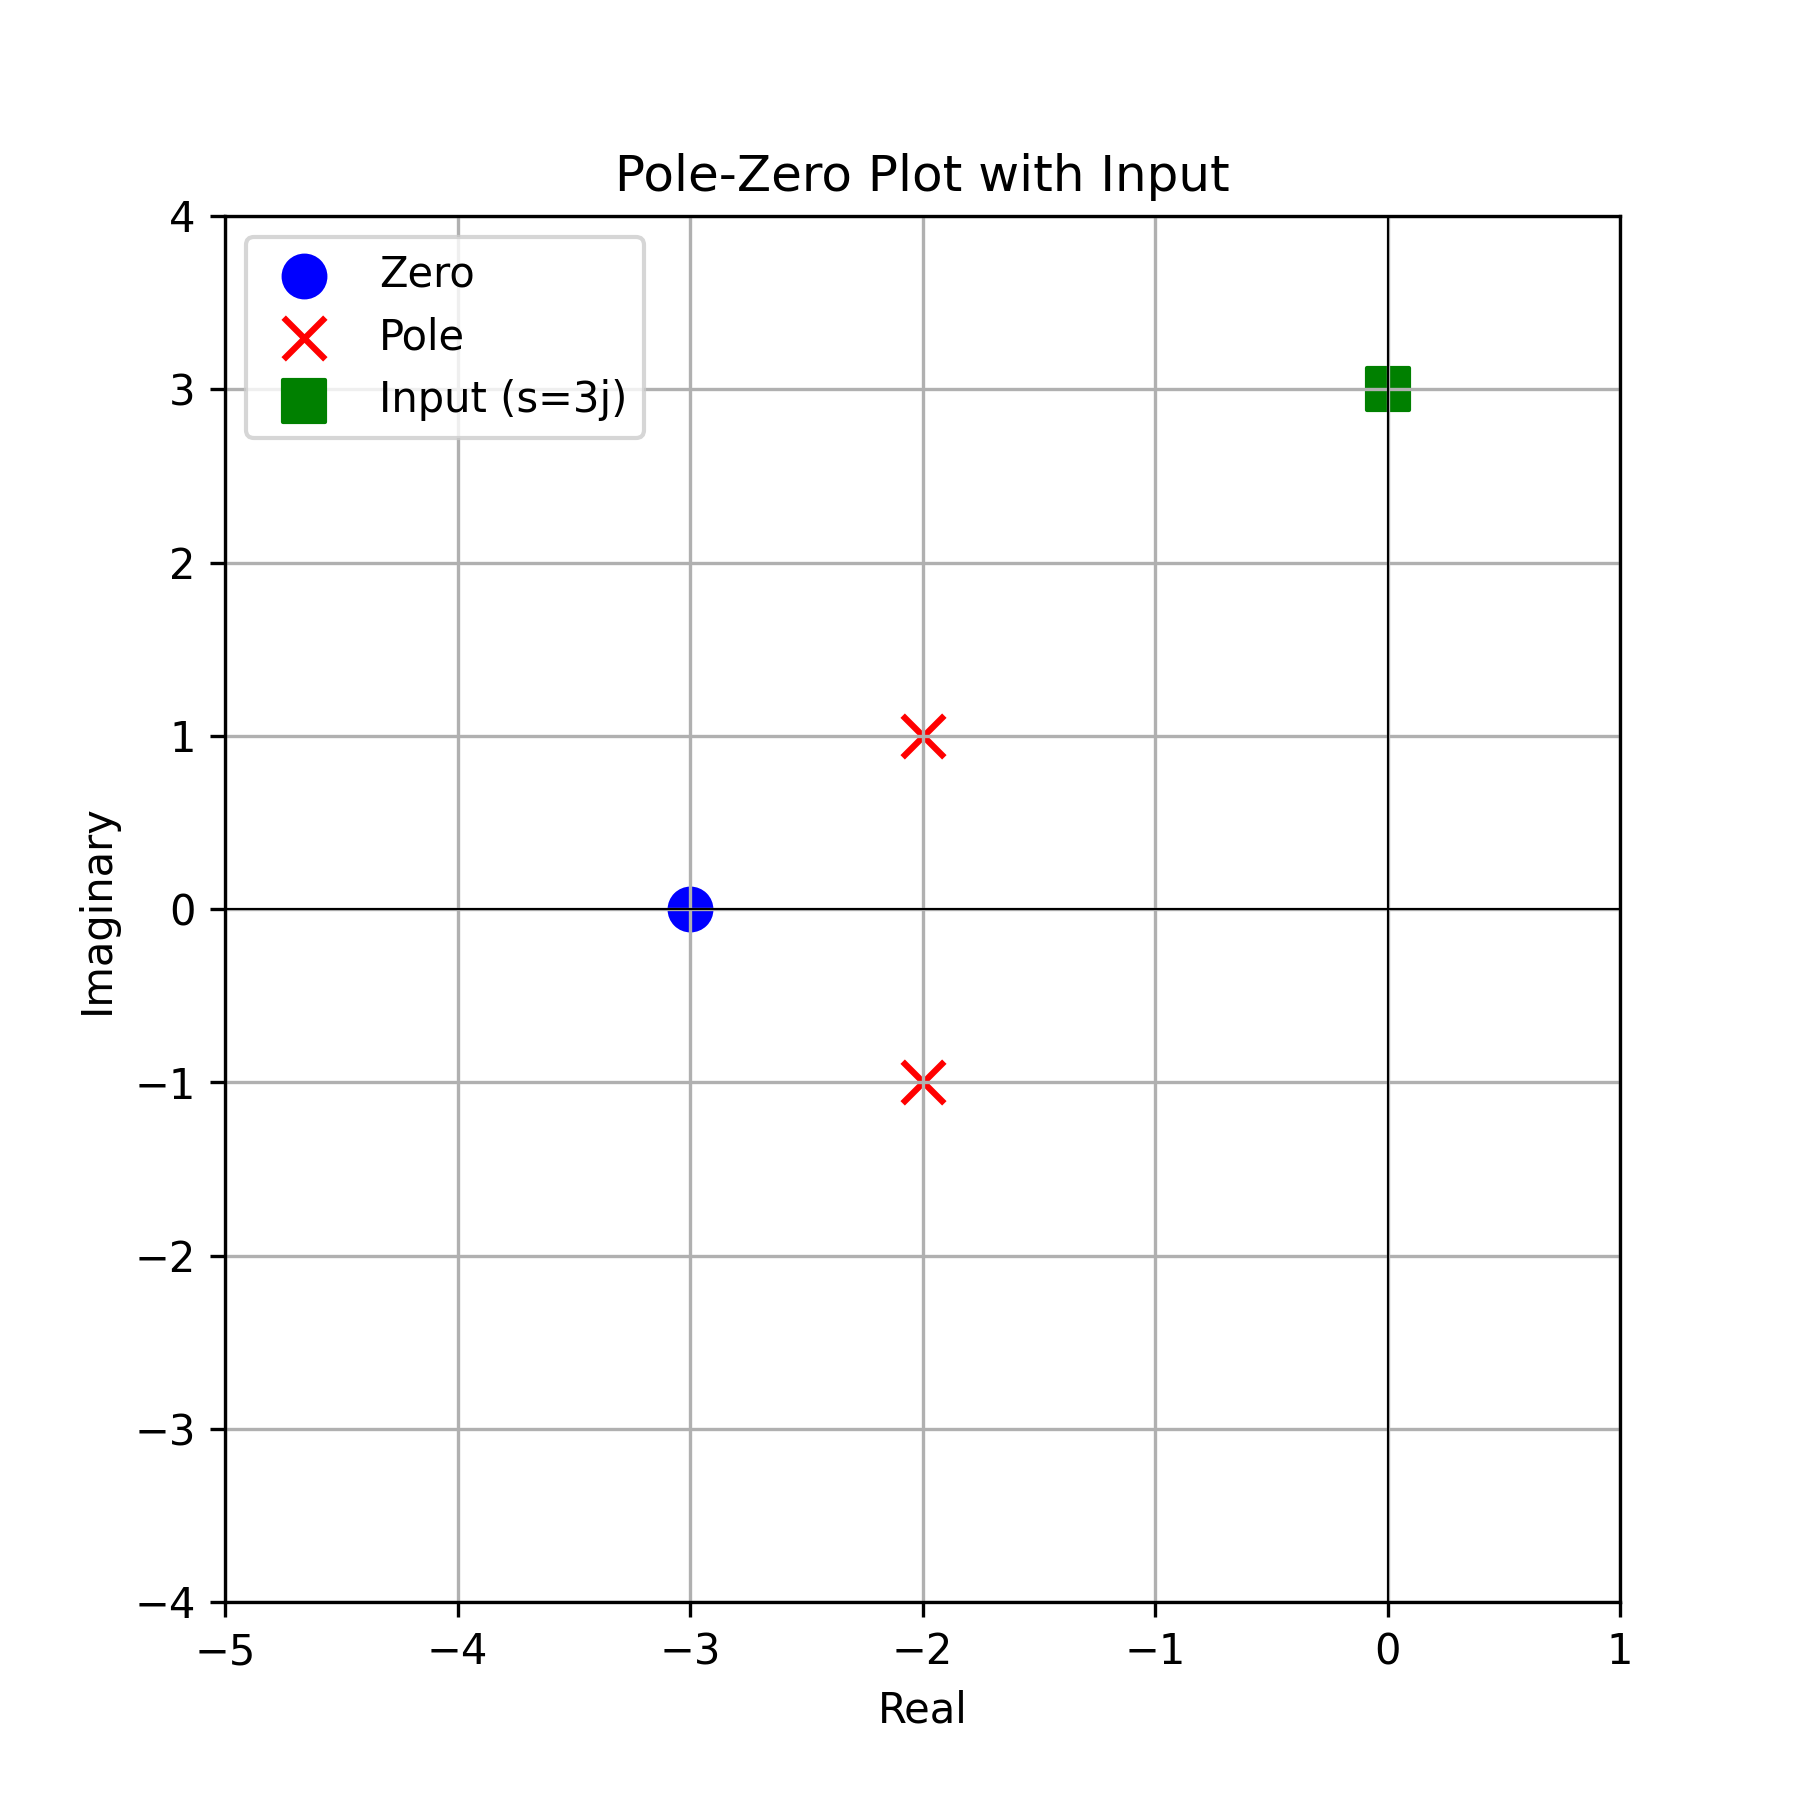 Pole-Zero Plot with Input
Zero
Pole
Input (s=3j)
4
3
2
1
0
−1
−2
−3
−4
Imaginary
−5 −4 −3 −2 −1 0 1
Real